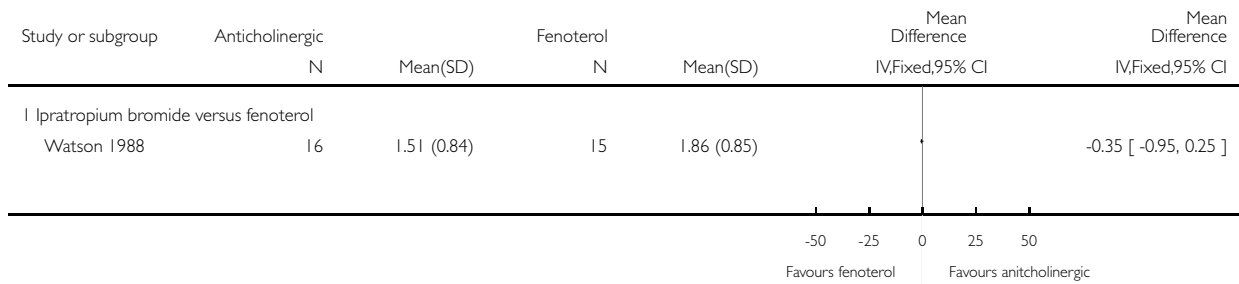 Mean Mean
Study or subgroup Anticholinergic Fenoterol Difference Difference
N Mean(SD) N Mean(SD) IV,Fixed,95% CI IV,Fixed,95% CI
1 Ipratropium bromide versus fenoterol
Watson 1988 16 1.51 (0.84) 15 1.86 (0.85) -0.35 [ -0.95, 0.25 ]
-50 -25 0 25 50
Favours fenoterol Favours anitcholinergic